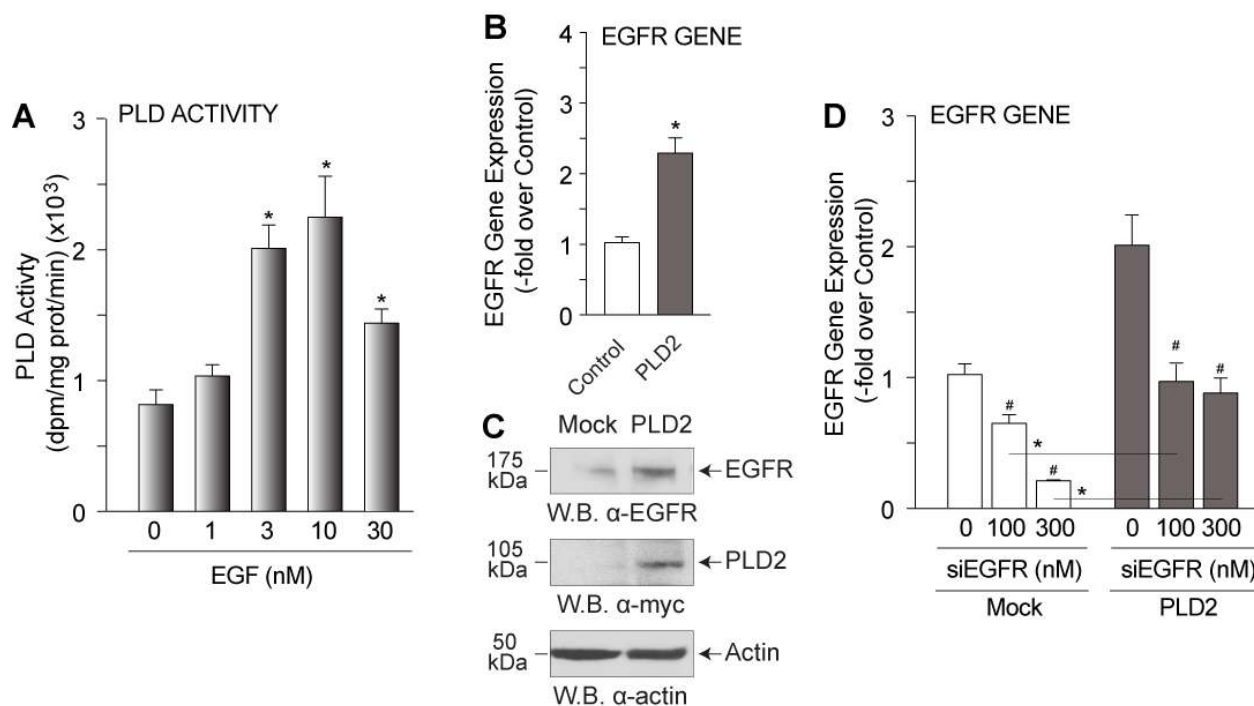 A
PLD ACTIVITY
PLD Activty
(dpm/mg prot/min) (x10³)
3
2
1
0
*
*
*
0 1 3 10 30
EGF (nM)
B
EGFR GENE
EGFR Gene Expression
(-fold over Control)
4
3
2
1
0
*
Control
PLD2
C
Mock PLD2
175
kDa
EGFR
W.B. α-EGFR
105
kDa
PLD2
W.B. α-myc
50
kDa
Actin
W.B. α-actin
D
EGFR GENE
EGFR Gene Expression
(-fold over Control)
3
2
1
0
#
*
#
*
#
#
0 100 300 0 100 300
siEGFR (nM) siEGFR (nM)
Mock PLD2